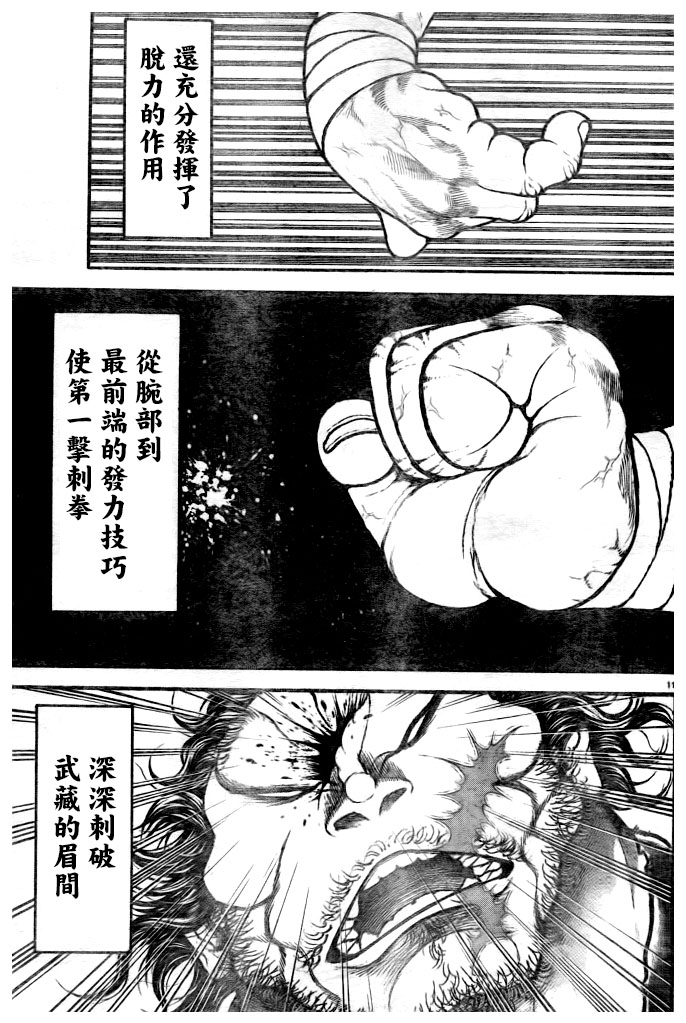 還充分發揮了
脫力的作用
從腕部到
最前端的發力技巧
使第一擊刺拳
11
深深刺破
武藏的眉間